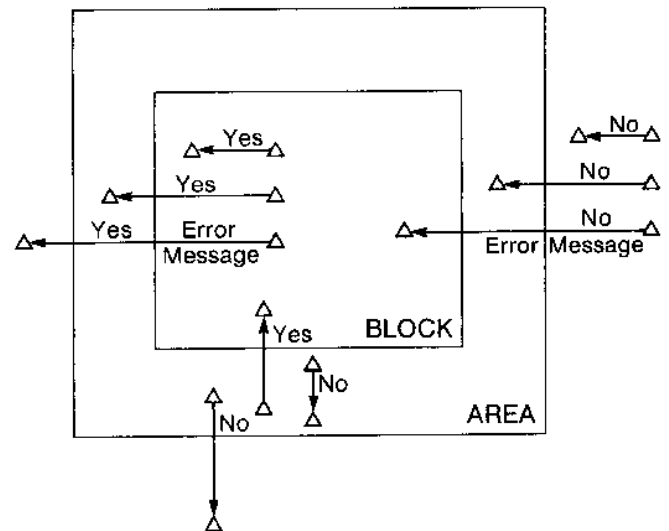 Yes
No
Yes
No
Yes
Error
Message
No
Error Message
Yes
BLOCK
No
No
AREA